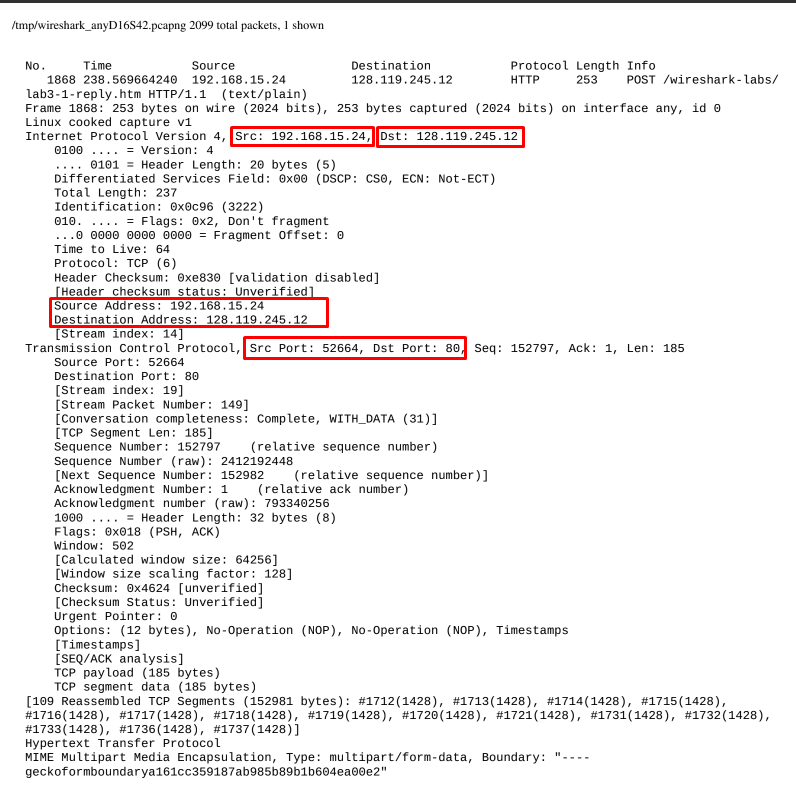 /tmp/wireshark_anyD16S42.pcapng 2099 total packets, 1 shown
No. Time Source Destination Protocol Length Info
1868 238.569664240 192.168.15.24 128.119.245.12 HTTP 253 POST /wireshark-labs/
lab3-1-reply.htm HTTP/1.1 (text/plain)
Frame 1868: 253 bytes on wire (2024 bits), 253 bytes captured (2024 bits) on interface any, id 0
Linux cooked capture v1
Internet Protocol Version 4, Src: 192.168.15.24, Dst: 128.119.245.12
0100 .... = Version: 4
.... 0101 = Header Length: 20 bytes (5)
Differentiated Services Field: 0x00 (DSCP: CS0, ECN: Not-ECT)
Total Length: 237
Identification: 0x0c96 (3222)
010. .... = Flags: 0x2, Don't fragment
...0 0000 0000 0000 = Fragment Offset: 0
Time to Live: 64
Protocol: TCP (6)
Header Checksum: 0xe830 [validation disabled]
[Header checksum status: Unverified]
Source Address: 192.168.15.24
Destination Address: 128.119.245.12
[Stream index: 14]
Transmission Control Protocol, Src Port: 52664, Dst Port: 80, Seq: 152797, Ack: 1, Len: 185
Source Port: 52664
Destination Port: 80
[Stream index: 19]
[Stream Packet Number: 149]
[Conversation completeness: Complete, WITH_DATA (31)]
[TCP Segment Len: 185]
Sequence Number: 152797 (relative sequence number)
Sequence Number (raw): 2412192448
[Next Sequence Number: 152982 (relative sequence number)]
Acknowledgment Number: 1 (relative ack number)
Acknowledgment number (raw): 793340256
1000 .... = Header Length: 32 bytes (8)
Flags: 0x018 (PSH, ACK)
Window: 502
[Calculated window size: 64256]
[Window size scaling factor: 128]
Checksum: 0x4624 [unverified]
[Checksum Status: Unverified]
Urgent Pointer: 0
Options: (12 bytes), No-Operation (NOP), No-Operation (NOP), Timestamps
[Timestamps]
[SEQ/ACK analysis]
TCP payload (185 bytes)
TCP segment data (185 bytes)
[109 Reassembled TCP Segments (152981 bytes): #1712(1428), #1713(1428), #1714(1428), #1715(1428),
#1716(1428), #1717(1428), #1718(1428), #1719(1428), #1720(1428), #1721(1428), #1731(1428), #1732(1428),
#1733(1428), #1736(1428), #1737(1428)]
Hypertext Transfer Protocol
MIME Multipart Media Encapsulation, Type: multipart/form-data, Boundary: "----
geckoformboundarya161cc359187ab985b89b1b604ea00e2"